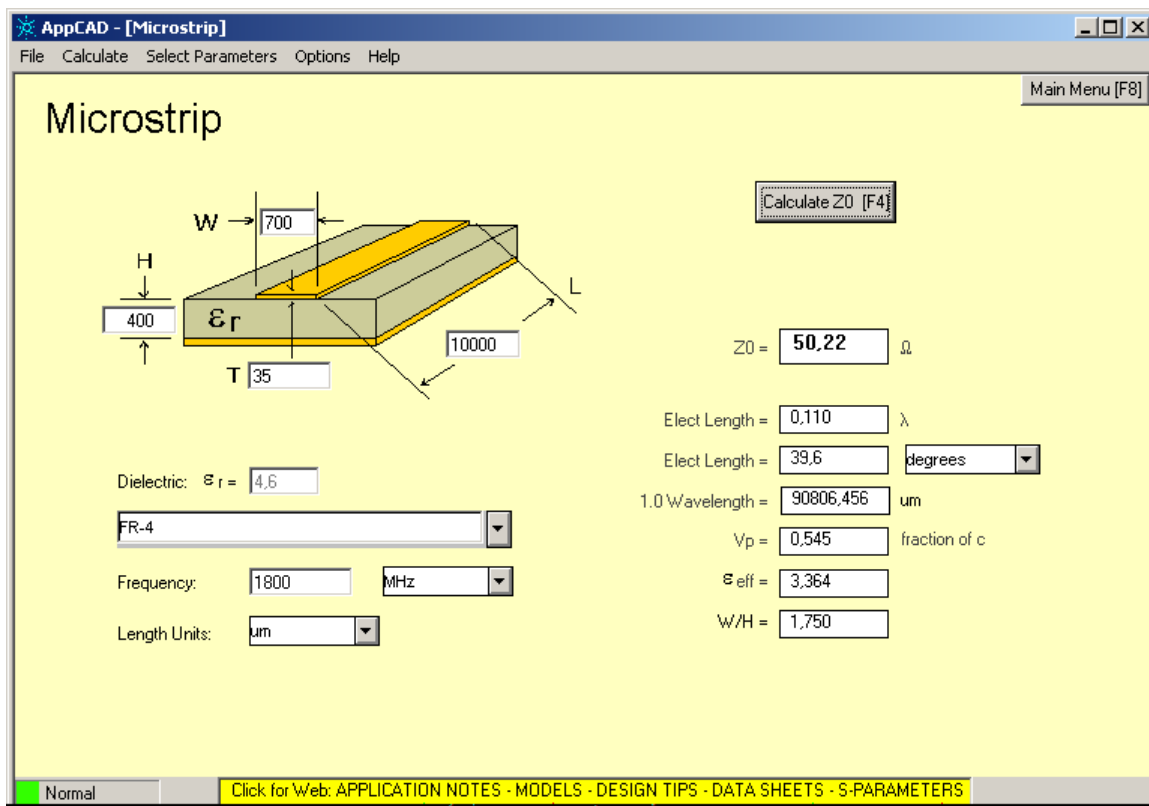 AppCAD - [Microstrip]
File Calculate Select Parameters Options Help
Main Menu [F8]
Microstrip
Calculate Z0 [F4]
W 700
H
L
400
εr
10000
T 35
Z0 = 50,22 Ω
Elect Length = 0,110 λ
Elect Length = 39,6 degrees
1.0 Wavelength = 90806,456 um
Vp = 0,545 fraction of c
ε eff = 3,364
W/H = 1,750
Dielectric: ε r = 4,6
FR-4
Frequency: 1800 MHz
Length Units: um
Normal
Click for Web: APPLICATION NOTES - MODELS - DESIGN TIPS - DATA SHEETS - S-PARAMETERS